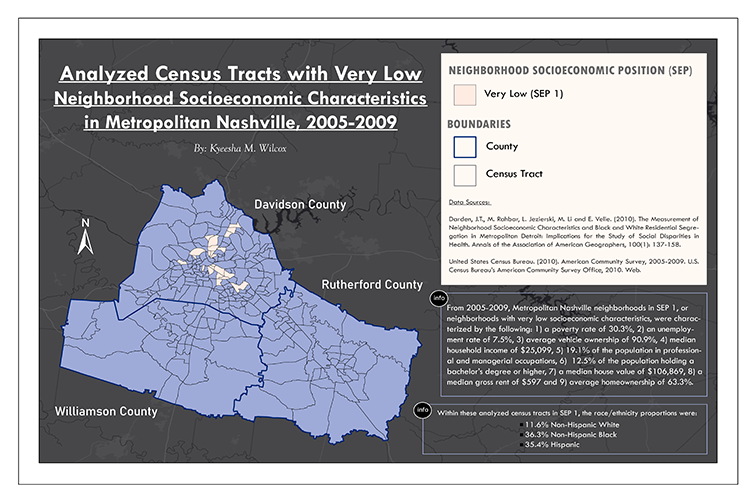 Analyzed Census Tracts with Very Low
Neighborhood Socioeconomic Characteristics
in Metropolitan Nashville, 2005-2009
By: Kyeesha M. Wilcox
N
Davidson County
Rutherford County
Williamson County
NEIGHBORHOOD SOCIOECONOMIC POSITION (SEP)
Very Low (SEP 1)
BOUNDARIES
County
Census Tract
Data Sources:
Darden, J.T., M. Rahbar, L. Jezierski, M. Li and E. Velie. (2010). The Measurement of
Neighborhood Socioeconomic Characteristics and Black and White Residential Segre-
gation in Metropolitan Detroit: Implications for the Study of Social Disparities in
Health. Annals of the Association of American Geographers, 100(1): 137-158.
United States Census Bureau. (2010). American Community Survey, 2005-2009. U.S.
Census Bureau's American Community Survey Office, 2010. Web.
info
From 2005-2009, Metropolitan Nashville neighborhoods in SEP 1, or
neighborhoods with very low socioeconomic characteristics, were charac-
terized by the following: 1) a poverty rate of 30.3%, 2) an unemploy-
ment rate of 7.5%, 3) average vehicle ownership of 90.9%, 4) median
household income of $25,099, 5) 19.1% of the population in profession-
al and managerial occupations, 6) 12.5% of the population holding a
bachelor's degree or higher, 7) a median house value of $106,869, 8) a
median gross rent of $597 and 9) average homeownership of 63.3%.
info
Within these analyzed census tracts in SEP 1, the race/ethnicity proportions were:
11.6% Non-Hispanic White
36.3% Non-Hispanic Black
35.4% Hispanic